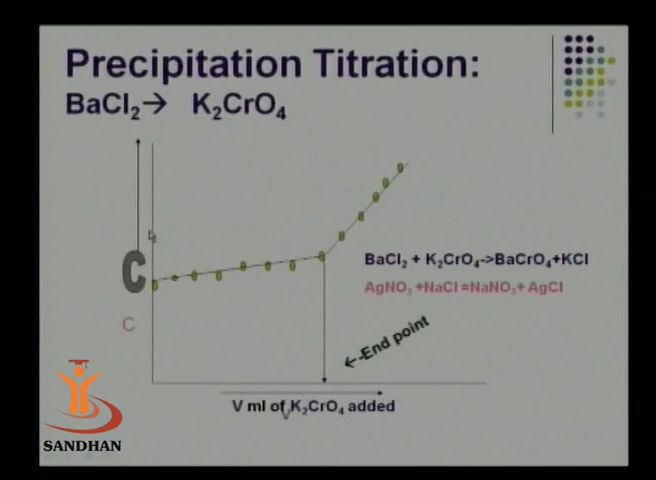 Precipitation Titration:
BaCl₂→ K₂CrO₄
C
BaCl₂ + K₂CrO₄->BaCrO₄+KCl
AgNO₃ +NaCl =NaNO₃+ AgCl
C
←-End point
V ml of K₂CrO₄ added
SANDHAN